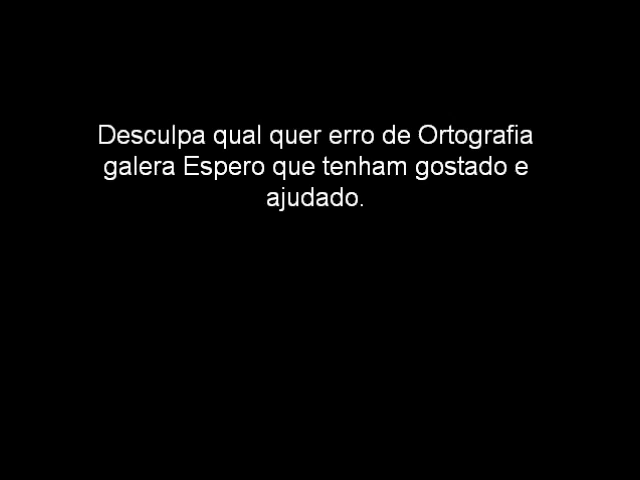 Desculpa qual quer erro de Ortografia
galera Espero que tenham gostado e
ajudado.